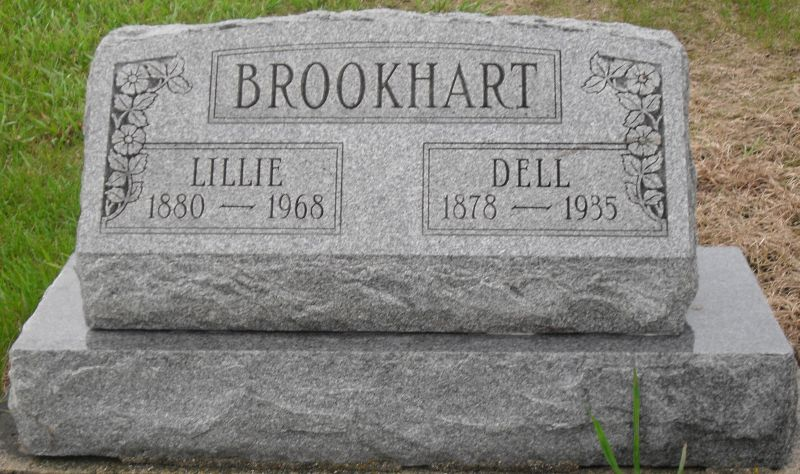 BROOKHART
LILLIE
1880 — 1968
DELL
1878 — 1935